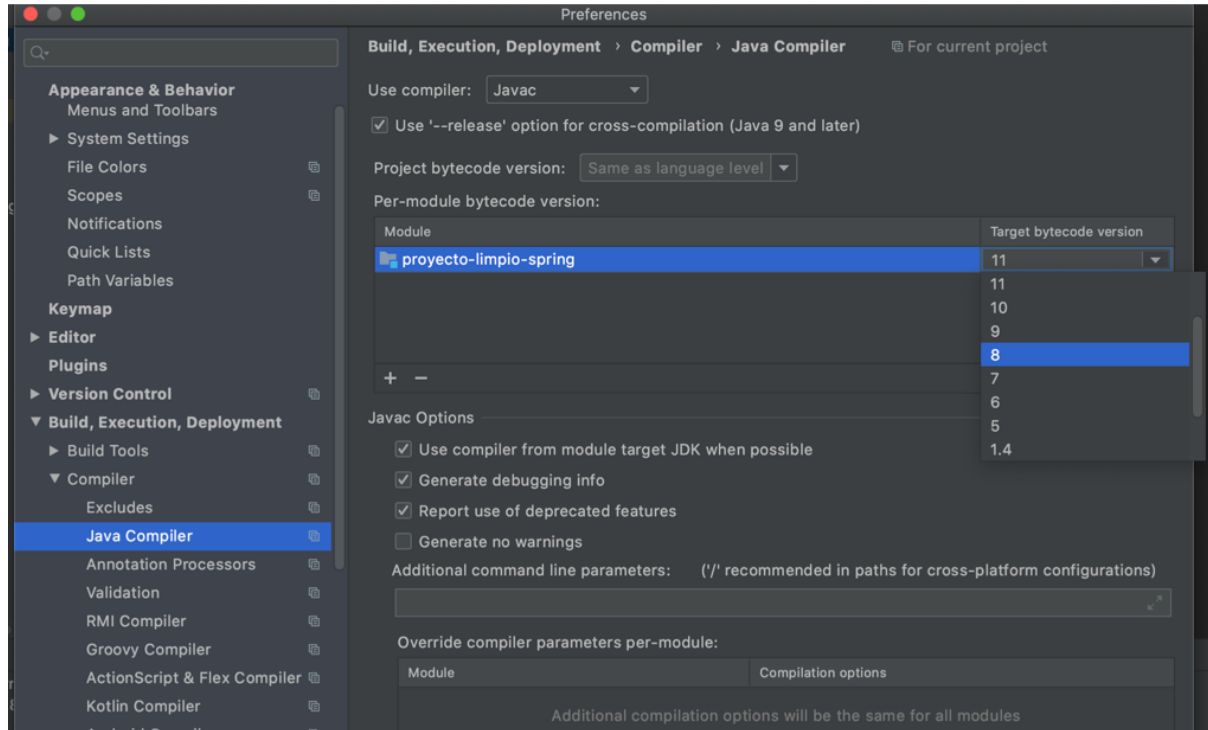 Preferences
Appearance & Behavior
Menus and Toolbars
System Settings
File Colors
Scopes
Notifications
Quick Lists
Path Variables
Keymap
Editor
Plugins
Version Control
Build, Execution, Deployment
Build Tools
Compiler
Excludes
Java Compiler
Annotation Processors
Validation
RMI Compiler
Groovy Compiler
ActionScript & Flex Compiler
Kotlin Compiler
Build, Execution, Deployment › Compiler › Java Compiler For current project
Use compiler: Javac
Use '--release' option for cross-compilation (Java 9 and later)
Project bytecode version: Same as language level
Per-module bytecode version:
Module Target bytecode version
proyecto-limpio-spring 11
11
10
9
8
7
6
5
1.4
+ −
Javac Options
Use compiler from module target JDK when possible
Generate debugging info
Report use of deprecated features
Generate no warnings
Additional command line parameters: ('/' recommended in paths for cross-platform configurations)
Override compiler parameters per-module:
Module Compilation options
Additional compilation options will be the same for all modules